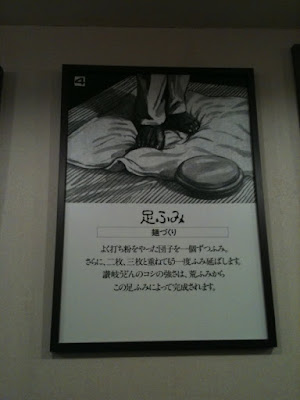 4
足ふみ
麺づくり
よく打ち粉をやった団子を一個ずつふみ、
さらに、二枚、三枚と重ねてもう一度ふみ延ばします。
讃岐うどんのコシの強さは、荒ふみから
この足ふみによって完成されます。